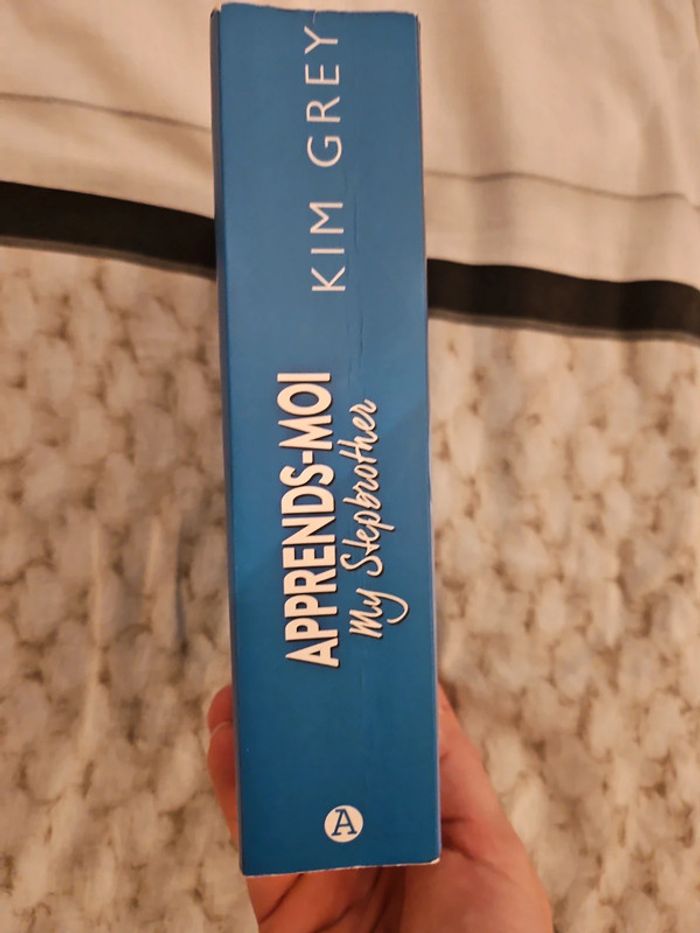 KIM GREY
APPRENDS-MOI
My Stepbrother
A